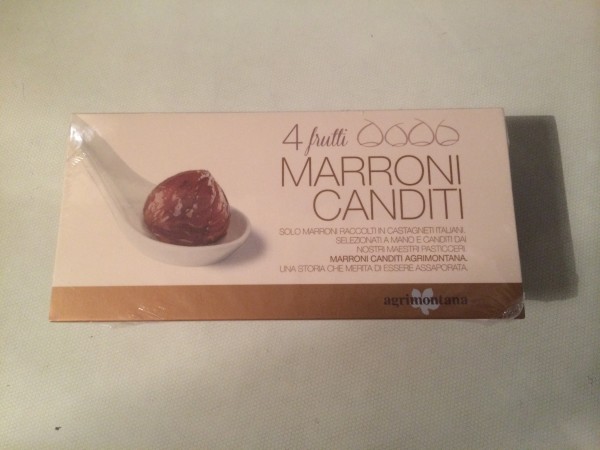 4 frutti
MARRONI
CANDITI
SOLO MARRONI RACCOLTI IN CASTAGNETI ITALIANI.
SELEZIONATI A MANO E CANDITI DAI
NOSTRI MAESTRI PASTICCERI.
MARRONI CANDITI AGRIMONTANA.
UNA STORIA CHE MERITA DI ESSERE ASSAPORATA.
agrimontana